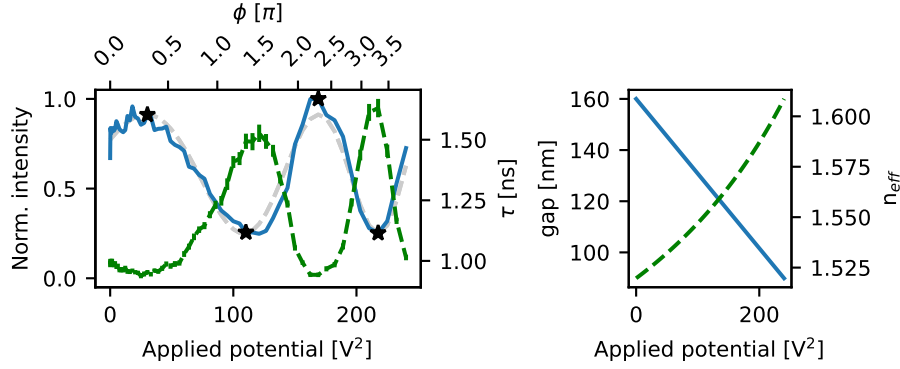 ϕ [π]
0.0 0.5 1.0 1.5 2.0 2.5 3.0 3.5
Norm. intensity
1.0
0.5
0.0
1.50
1.25
1.00
τ [ns]
0 100 200
Applied potential [V²]
gap [nm]
160
140
120
100
1.600
1.575
1.550
1.525
n_eff
0 200
Applied potential [V²]